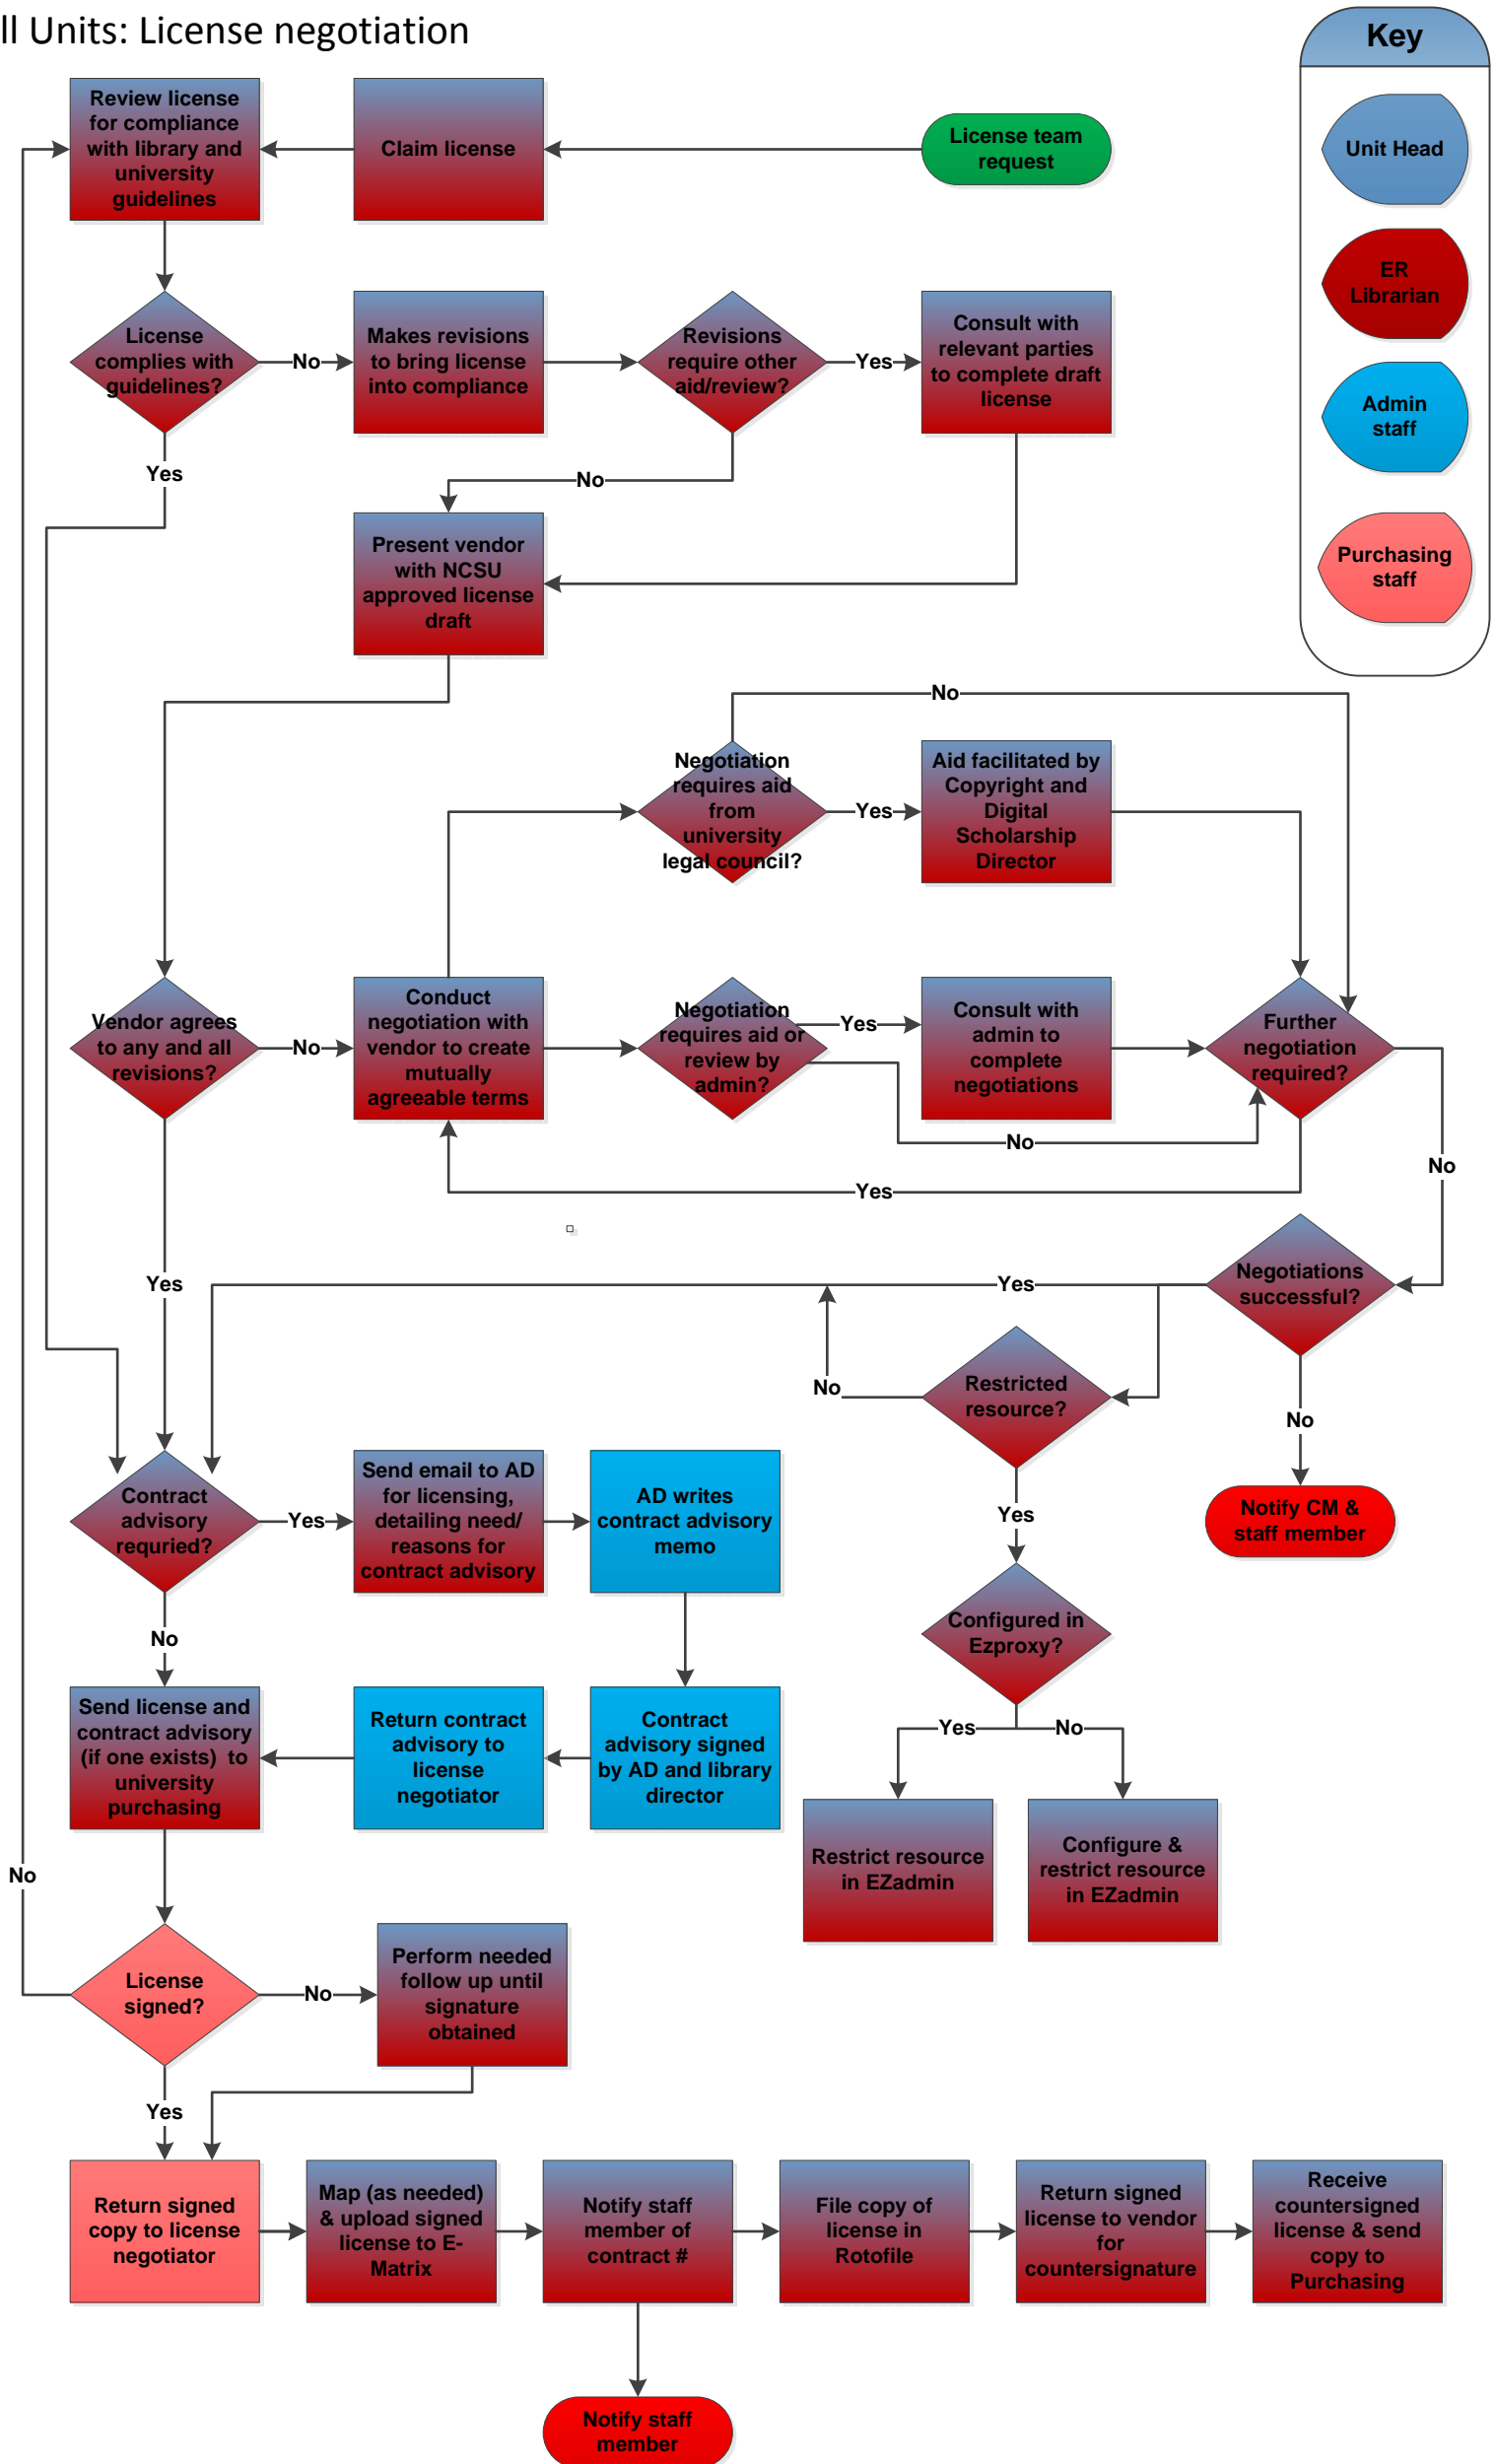 ll Units: License negotiation
Key
Unit Head
ER
Librarian
Admin
staff
Purchasing
staff
Review license
for compliance
with library and
university
guidelines
Claim license
License team
request
License
complies with
guidelines?
No
Makes revisions
to bring license
into compliance
Revisions
require other
aid/review?
Yes
Consult with
relevant parties
to complete draft
license
Yes
No
Present vendor
with NCSU
approved license
draft
No
Negotiation
requires aid
from
university
legal council?
Yes
Aid facilitated by
Copyright and
Digital
Scholarship
Director
Vendor agrees
to any and all
revisions?
No
Conduct
negotiation with
vendor to create
mutually
agreeable terms
Negotiation
requires aid or
review by
admin?
Yes
Consult with
admin to
complete
negotiations
Further
negotiation
required?
No
No
Yes
Yes
Yes
Negotiations
successful?
No
Restricted
resource?
No
Notify CM &
staff member
Yes
Contract
advisory
requried?
Yes
Send email to AD
for licensing,
detailing need/
reasons for
contract advisory
AD writes
contract advisory
memo
Configured in
Ezproxy?
No
Send license and
contract advisory
(if one exists) to
university
purchasing
Return contract
advisory to
license
negotiator
Contract
advisory signed
by AD and library
director
Yes
No
Restrict resource
in EZadmin
Configure &
restrict resource
in EZadmin
No
License
signed?
No
Perform needed
follow up until
signature
obtained
Yes
Return signed
copy to license
negotiator
Map (as needed)
& upload signed
license to E-
Matrix
Notify staff
member of
contract #
File copy of
license in
Rotofile
Return signed
license to vendor
for
countersignature
Receive
countersigned
license & send
copy to
Purchasing
Notify staff
member